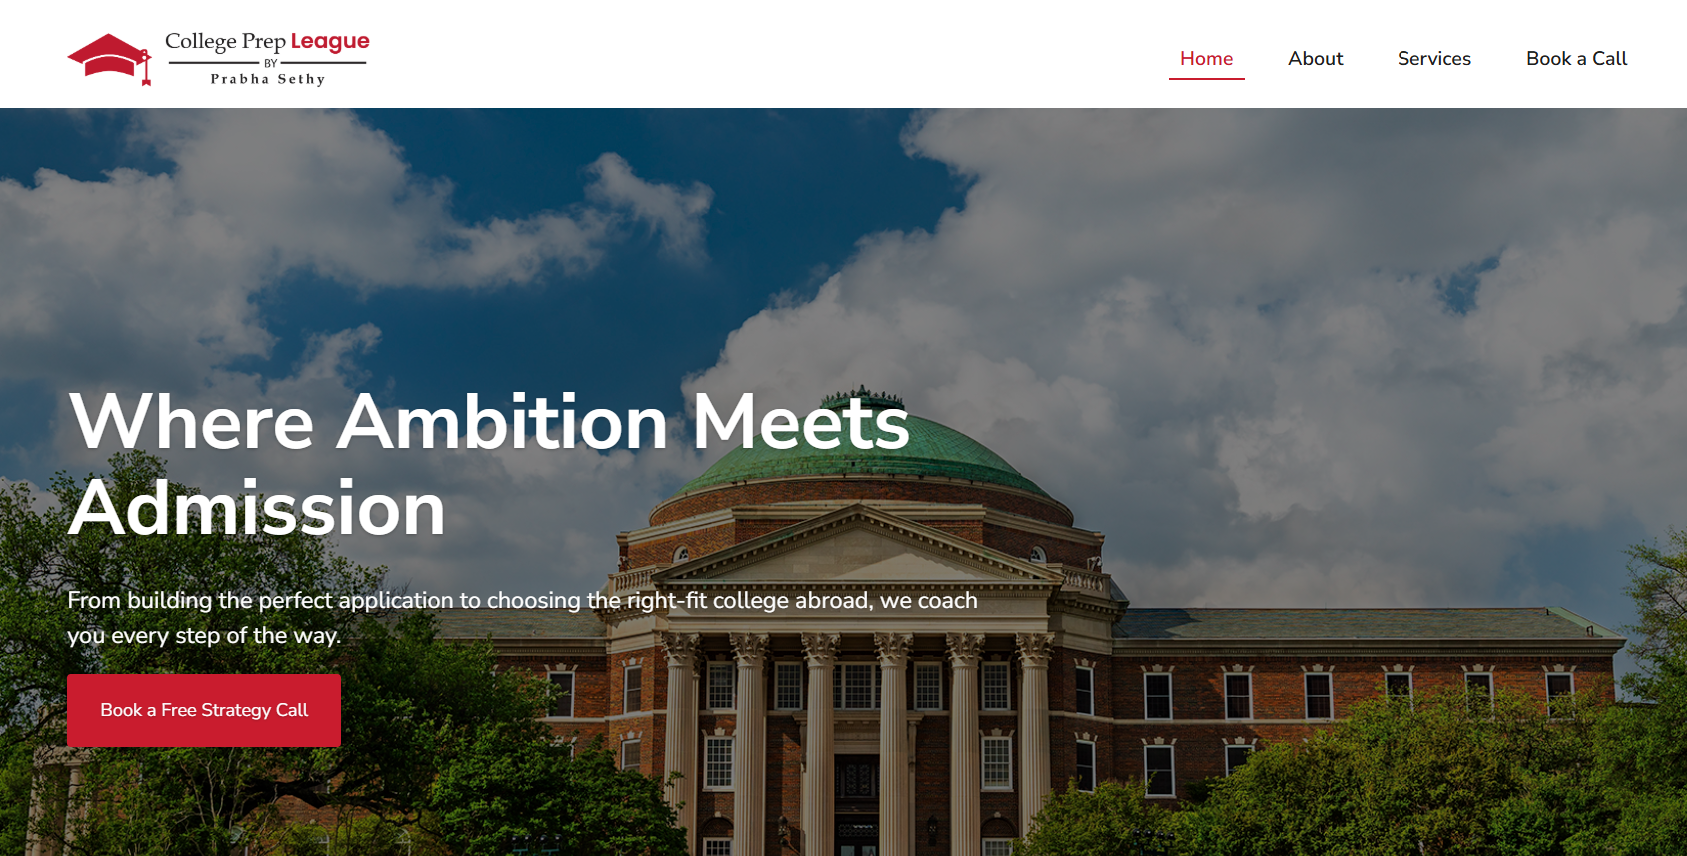 College Prep League
BY
Prabha Sethy
Home
About
Services
Book a Call
Where Ambition Meets
Admission
From building the perfect application to choosing the right-fit college abroad, we coach
you every step of the way.
Book a Free Strategy Call